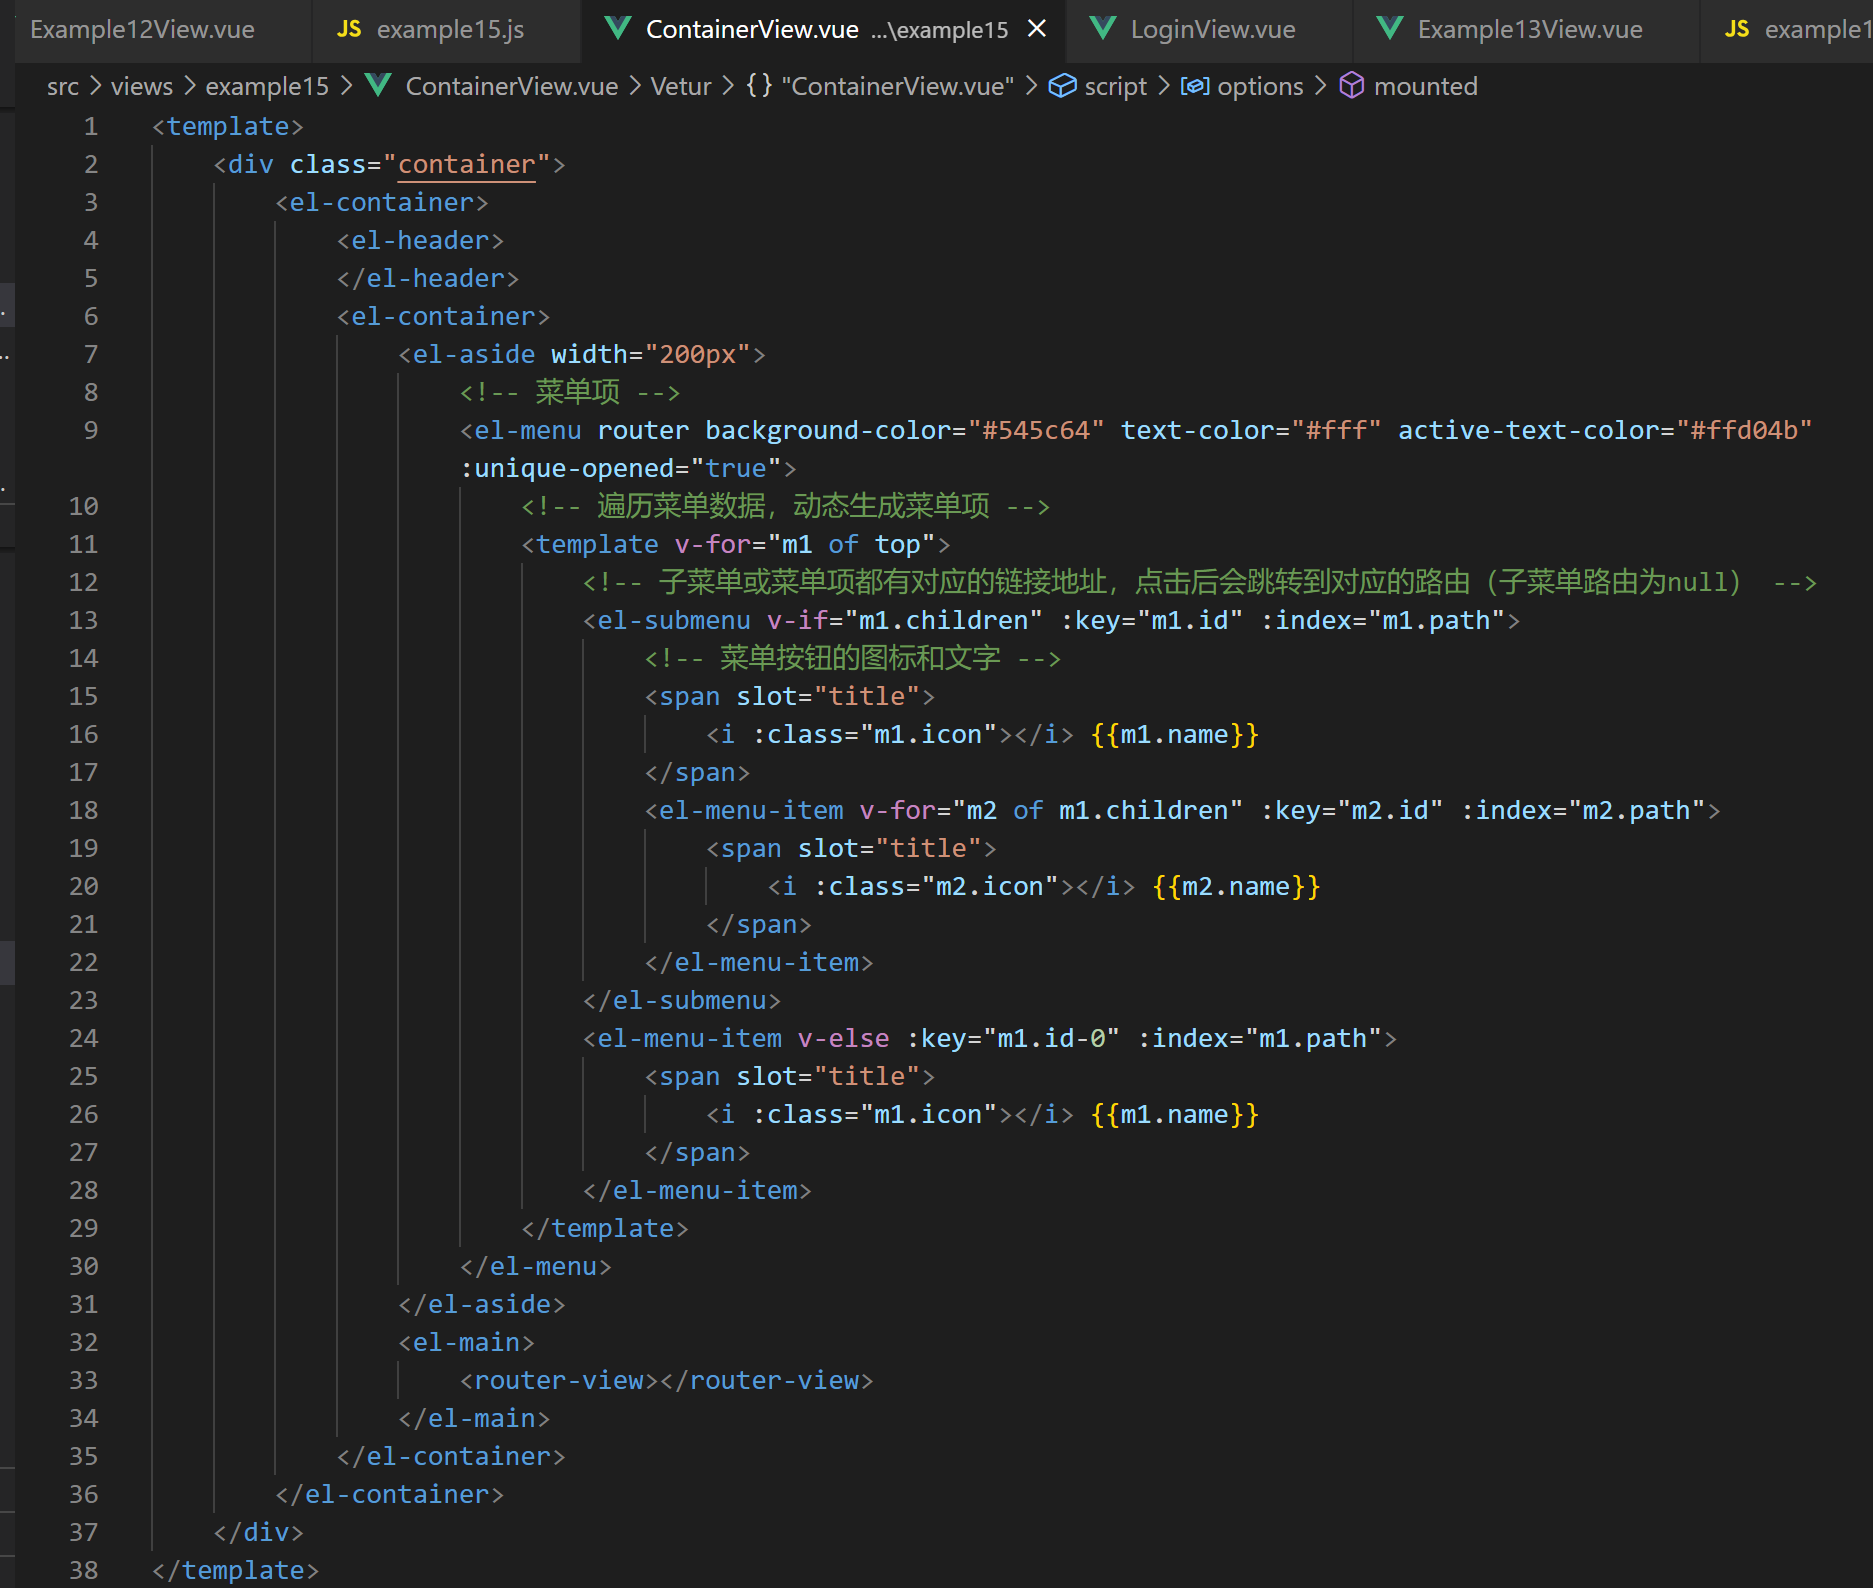 Example12View.vue JS example15.js ContainerView.vue ...\example15 × LoginView.vue Example13View.vue JS example1
src > views > example15 > ContainerView.vue > Vetur > {} "ContainerView.vue" > script > options > mounted
1 <template>
2 <div class="container">
3 <el-container>
4 <el-header>
5 </el-header>
6 <el-container>
7 <el-aside width="200px">
8 <!-- 菜单项 -->
9 <el-menu router background-color="#545c64" text-color="#fff" active-text-color="#ffd04b"
:unique-opened="true">
10 <!-- 遍历菜单数据，动态生成菜单项 -->
11 <template v-for="m1 of top">
12 <!-- 子菜单或菜单项都有对应的链接地址，点击后会跳转到对应的路由（子菜单路由为null） -->
13 <el-submenu v-if="m1.children" :key="m1.id" :index="m1.path">
14 <!-- 菜单按钮的图标和文字 -->
15 <span slot="title">
16 <i :class="m1.icon"></i> {{m1.name}}
17 </span>
18 <el-menu-item v-for="m2 of m1.children" :key="m2.id" :index="m2.path">
19 <span slot="title">
20 <i :class="m2.icon"></i> {{m2.name}}
21 </span>
22 </el-menu-item>
23 </el-submenu>
24 <el-menu-item v-else :key="m1.id-0" :index="m1.path">
25 <span slot="title">
26 <i :class="m1.icon"></i> {{m1.name}}
27 </span>
28 </el-menu-item>
29 </template>
30 </el-menu>
31 </el-aside>
32 <el-main>
33 <router-view></router-view>
34 </el-main>
35 </el-container>
36 </el-container>
37 </div>
38 </template>